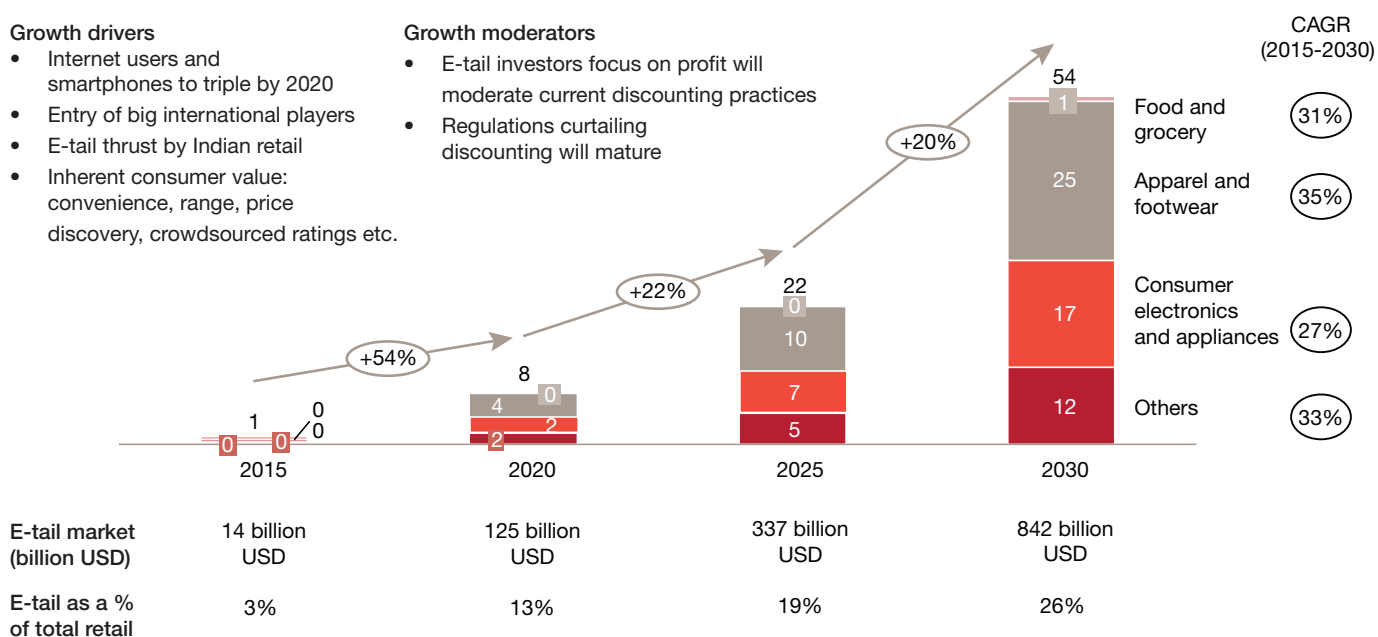 Growth drivers
• Internet users and
smartphones to triple by 2020
• Entry of big international players
• E-tail thrust by Indian retail
• Inherent consumer value:
convenience, range, price
discovery, crowdsourced ratings etc.
Growth moderators
• E-tail investors focus on profit will
moderate current discounting practices
• Regulations curtailing
discounting will mature
CAGR
(2015-2030)
+54%
+22%
+20%
1
0
0
0
0
8
0
4
2
2
22
0
10
7
5
54
1
25
17
12
Food and
grocery
31%
Apparel and
footwear
35%
Consumer
electronics
and appliances
27%
Others
33%
2015
2020
2025
2030
E-tail market
(billion USD)
14 billion
USD
125 billion
USD
337 billion
USD
842 billion
USD
E-tail as a %
of total retail
3%
13%
19%
26%